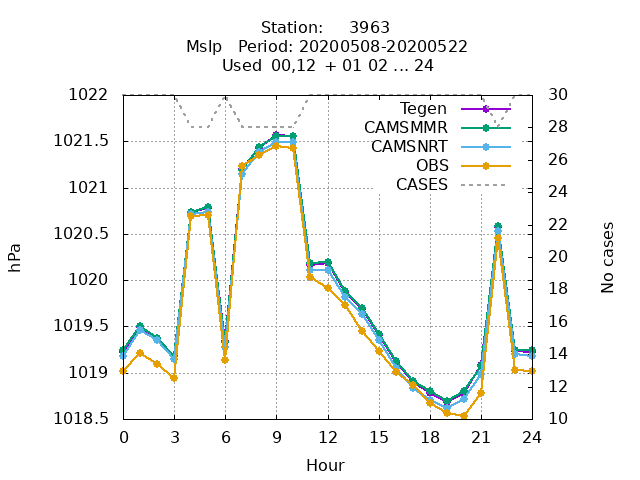 Station: 3963
Mslp Period: 20200508-20200522
Used 00,12 + 01 02 ... 24
1022 30
Tegen
1021.5 28
CAMSMMR
CAMSNRT
26
OBS
1021 24
CASES
1020.5 22
hPa
1020 20
No cases
18
1019.5 16
14
1019 12
1018.5 10
0 3 6 9 12 15 18 21 24
Hour